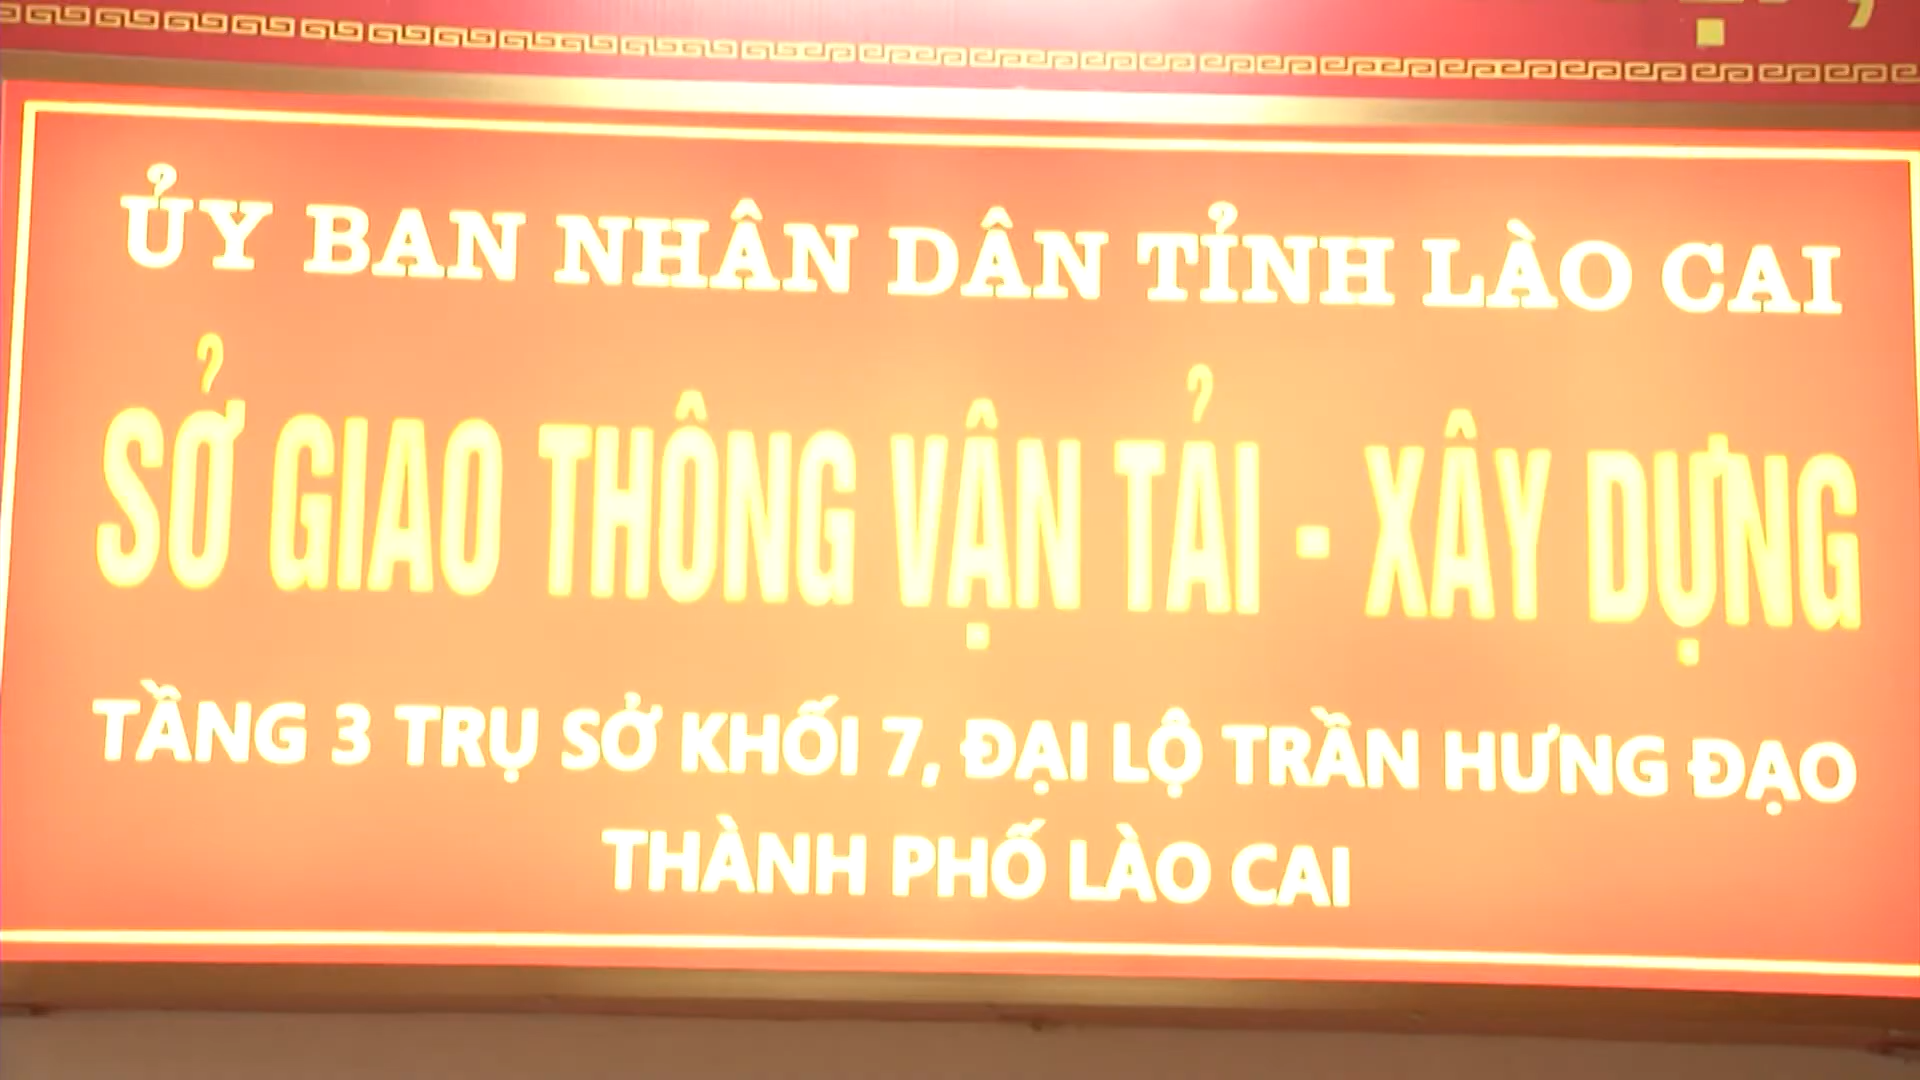 ỦY BAN NHÂN DÂN TỈNH LÀO CAI
SỞ GIAO THÔNG VẬN TẢI - XÂY DỰNG
TẦNG 3 TRỤ SỞ KHỐI 7, ĐẠI LỘ TRẦN HƯNG ĐẠO
THÀNH PHỐ LÀO CAI